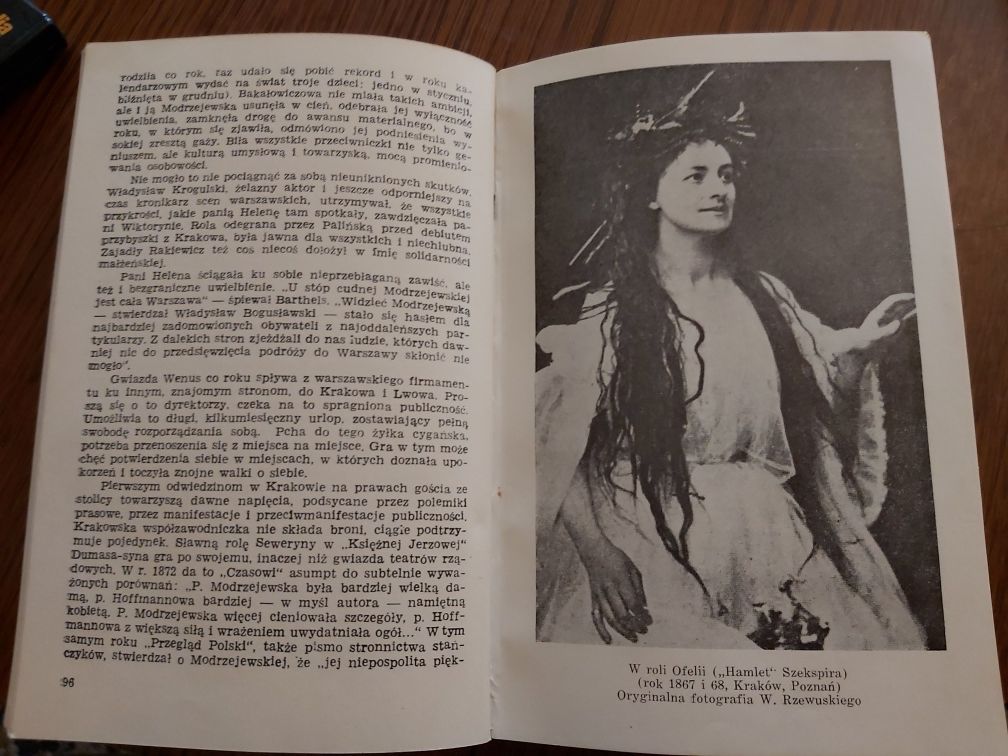 rodziła co rok, raz udało się pobić rekord i w roku ka-
lendarzowym wydać na świat troje dzieci: jedno w styczniu,
bliźnięta w grudniu). Bakałowiczowa nie miała takich ambicji,
ale i ją Modrzejewska usunęła w cień, odebrała jej wyłączność
uwielbienia, zamknęła drogę do awansu materialnego, bo w
roku, w którym się zjawiła, odmówiono jej podniesienia wy-
sokiej zresztą gaży. Biła wszystkie przeciwniczki nie tylko ge-
niuszem, ale kulturą umysłową i towarzyską, mocą promienio-
wania osobowości.
Nie mogło to nie pociągnąć za sobą nieuniknionych skutków.
Władysław Krogulski, żelazny aktor i jeszcze odporniejszy na
czas kronikarz scen warszawskich, utrzymywał, że wszystkie
przykrości, jakie panią Helenę tam spotkały, zawdzięczała pa-
ni Wiktorynie. Rola odegrana przez Palińską przed debiutem
przybyszki z Krakowa, była jawna dla wszystkich i niechlubna.
Zajadły Rakiewicz też coś niecoś dołożył w imię solidarności
małżeńskiej.
Pani Helena ściągała ku sobie nieprzebłaganą zawiść, ale
też i bezgraniczne uwielbienie. „U stóp cudnej Modrzejewskiej
jest cała Warszawa“ — śpiewał Bartels. „Widzieć Modrzejewską
— stwierdzał Władysław Bogusławski — stało się hasłem dla
najbardziej zadomowionych obywateli z najoddaleńszych par-
tykularzy. Z dalekich stron zjeżdżali do nas ludzie, których daw-
niej nic do przedsięwzięcia podróży do Warszawy skłonić nie
mogło“.
Gwiazda Wenus co roku spływa z warszawskiego firmamen-
tu ku innym, znajomym stronom, do Krakowa i Lwowa. Pro-
szą się o to dyrektorzy, czeka na to spragniona publiczność.
Umożliwia to długi, kilkumiesięczny urlop, zostawiający pełną
swobodę rozporządzania sobą. Pcha do tego żyłka cygańska,
potrzeba przenoszenia się z miejsca na miejsce. Gra w tym może
chęć potwierdzenia siebie w miejscach, w których doznała upo-
korzeń i toczyła znojne walki o siebie.
Pierwszym odwiedzinom w Krakowie na prawach gościa ze
stolicy towarzyszą dawne napięcia, podsycane przez polemiki
prasowe, przez manifestacje i przeciwmanifestacje publiczności.
Krakowska współzawodniczka nie składa broni, ciągle podtrzy-
muje pojedynek. Sławną rolę Seweryny w „Księżnej Jerzowej“
Dumasa-syna gra po swojemu, inaczej niż gwiazda teatrów rzą-
dowych. W r. 1872 da to „Czasowi“ asumpt do subtelnie wywa-
żonych porównań: „P. Modrzejewska była bardziej wielką da-
mą, p. Hoffmannowa bardziej — w myśl autora — namiętną
kobietą. P. Modrzejewska więcej cieniowała szczegóły, p. Hoff-
mannowa z większą siłą i wrażeniem uwydatniała ogół...“ W tym
samym roku „Przegląd Polski“, także pismo stronnictwa stań-
czyków, stwierdzał o Modrzejewskiej, że „jej niepospolita pięk-
96
W roli Ofelii („Hamlet“ Szekspira)
(rok 1867 i 68, Kraków, Poznań)
Oryginalna fotografia W. Rzewuskiego